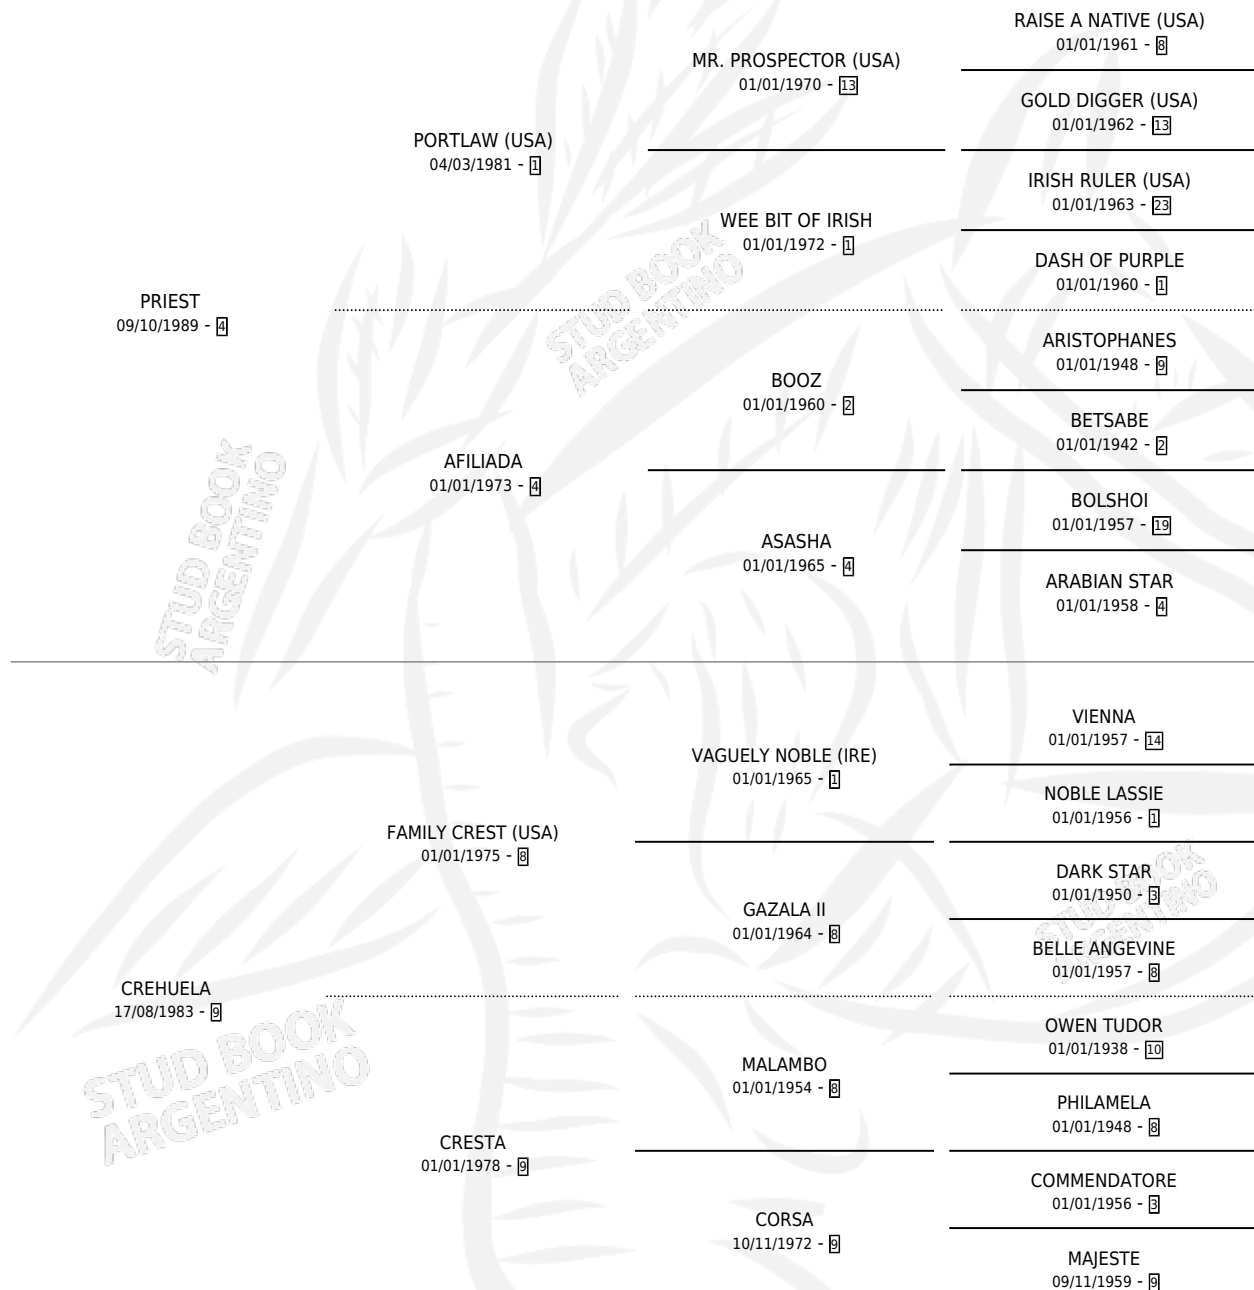 RAISE A NATIVE (USA)
01/01/1961 - 8
MR. PROSPECTOR (USA)
01/01/1970 - 13
GOLD DIGGER (USA)
01/01/1962 - 13
PORTLAW (USA)
04/03/1981 - 1
IRISH RULER (USA)
01/01/1963 - 23
WEE BIT OF IRISH
01/01/1972 - 1
DASH OF PURPLE
01/01/1960 - 1
PRIEST
09/10/1989 - 4
ARISTOPHANES
01/01/1948 - 9
BOOZ
01/01/1960 - 2
BETSABE
01/01/1942 - 2
AFILIADA
01/01/1973 - 4
BOLSHOI
01/01/1957 - 19
ASASHA
01/01/1965 - 4
ARABIAN STAR
01/01/1958 - 4
VIENNA
01/01/1957 - 14
VAGUELY NOBLE (IRE)
01/01/1965 - 1
NOBLE LASSIE
01/01/1956 - 1
FAMILY CREST (USA)
01/01/1975 - 8
DARK STAR
01/01/1950 - 3
GAZALA II
01/01/1964 - 8
BELLE ANGEVINE
01/01/1957 - 8
CREHUELA
17/08/1983 - 9
OWEN TUDOR
01/01/1938 - 10
MALAMBO
01/01/1954 - 8
PHILAMELA
01/01/1948 - 8
CRESTA
01/01/1978 - 9
COMMENDATORE
01/01/1956 - 3
CORSA
10/11/1972 - 9
MAJESTE
09/11/1959 - 9
STUD BOOK
ARGENTINO
STUD BOOK
ARGENTINO
STUD BOOK
ARGENTINO
STUD BOOK
ARGENTINO